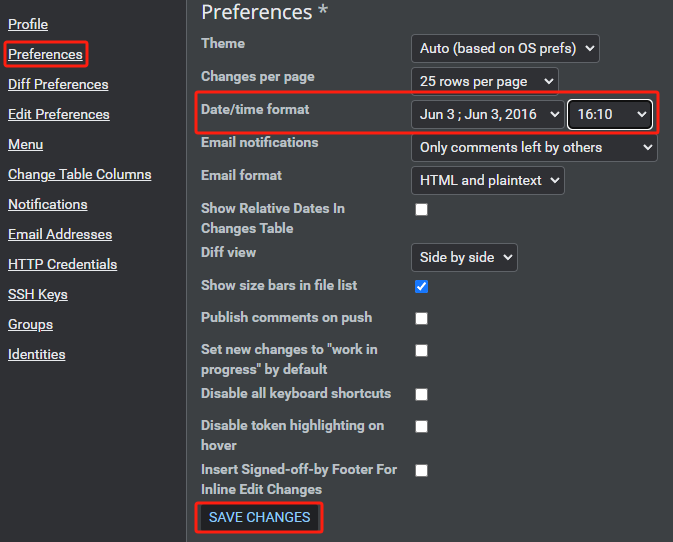 Profile
Preferences
Diff Preferences
Edit Preferences
Menu
Change Table Columns
Notifications
Email Addresses
HTTP Credentials
SSH Keys
Groups
Identities
Preferences *
Theme
Auto (based on OS prefs)
Changes per page
25 rows per page
Date/time format
Jun 3 ; Jun 3, 2016
16:10
Email notifications
Only comments left by others
Email format
HTML and plaintext
Show Relative Dates In
Changes Table
Diff view
Side by side
Show size bars in file list
Publish comments on push
Set new changes to "work in
progress" by default
Disable all keyboard shortcuts
Disable token highlighting on
hover
Insert Signed-off-by Footer For
Inline Edit Changes
SAVE CHANGES